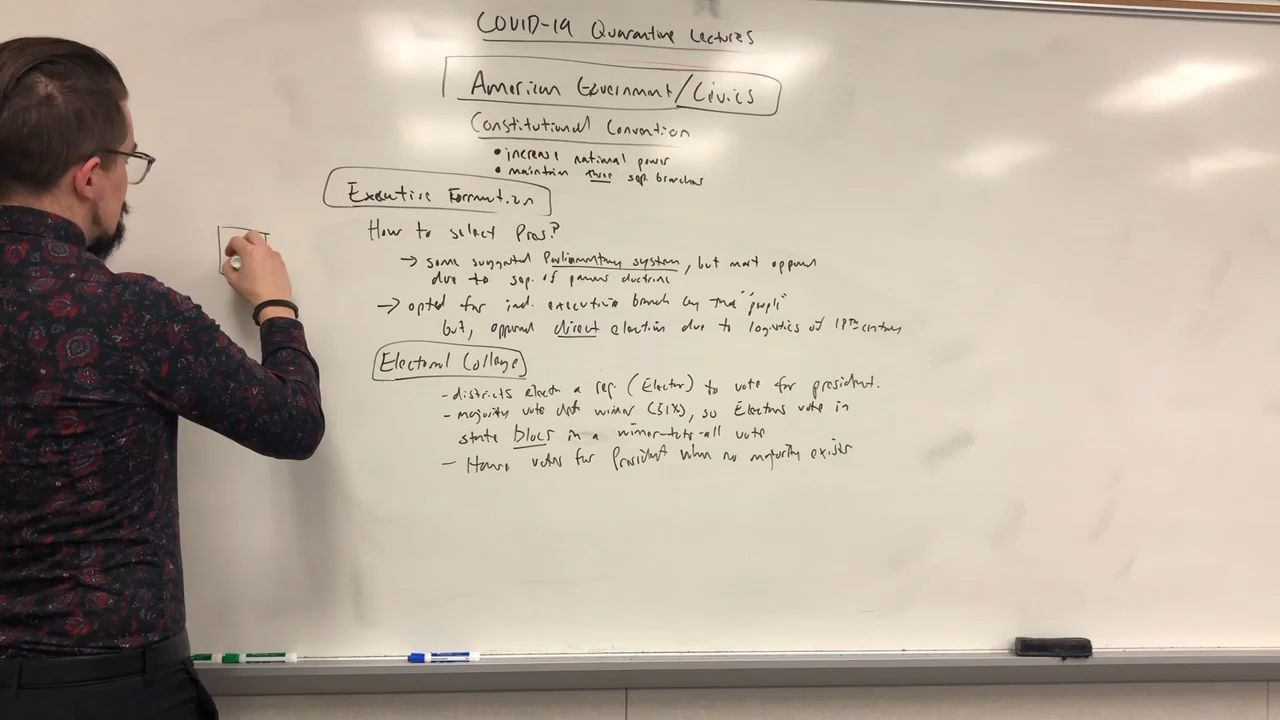 COVID-19 Quarantine Lectures
American Government/Civics
Constitutional Convention
• increase national power
• maintain three sep. branches
Executive Formation
How to select Pres?
→ some suggested Parliamentary system, but most opposed
due to sep. of powers doctrine
→ opted for ind. executive branch by the "people"
but, opposed direct election due to logistics of 18th century
Electoral College
- districts elect a rep. (Elector) to vote for president.
- majority vote det winner (51%), so Electors vote in
state blocs in a winner-take-all vote
- House votes for President when no majority exists